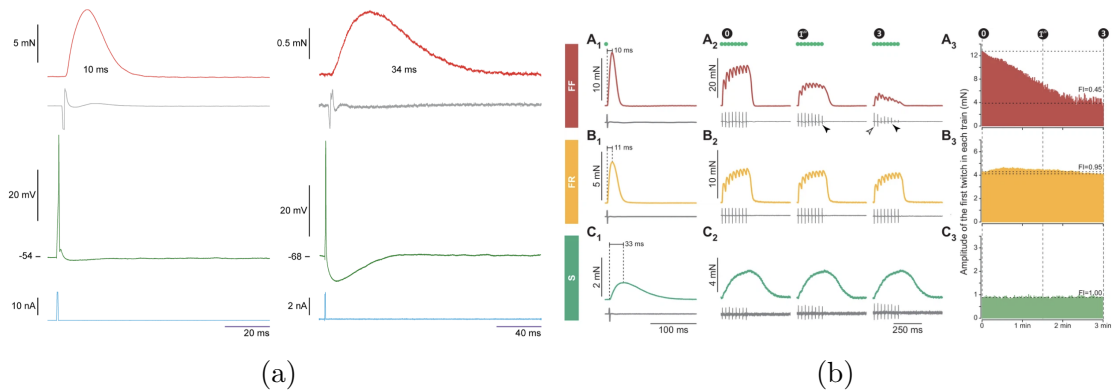 5 mN
10 ms
20 mV
-54
10 nA
20 ms
0.5 mN
34 ms
20 mV
-68
2 nA
40 ms
(a)
b
0
1
3
0
1
3
A1
10 ms
10 mN
FF
A2
20 mN
A3
12
8
4
0
FI=0.45
B1
11 ms
5 mN
FR
B2
10 mN
B3
6
4
2
0
FI=0.95
C1
33 ms
2 mN
S
100 ms
C2
4 mN
250 ms
C3
3
2
1
0
FI=1.00
0
1 min
2 min
3 min
Amplitude of the first twitch in each train (mN)
(b)